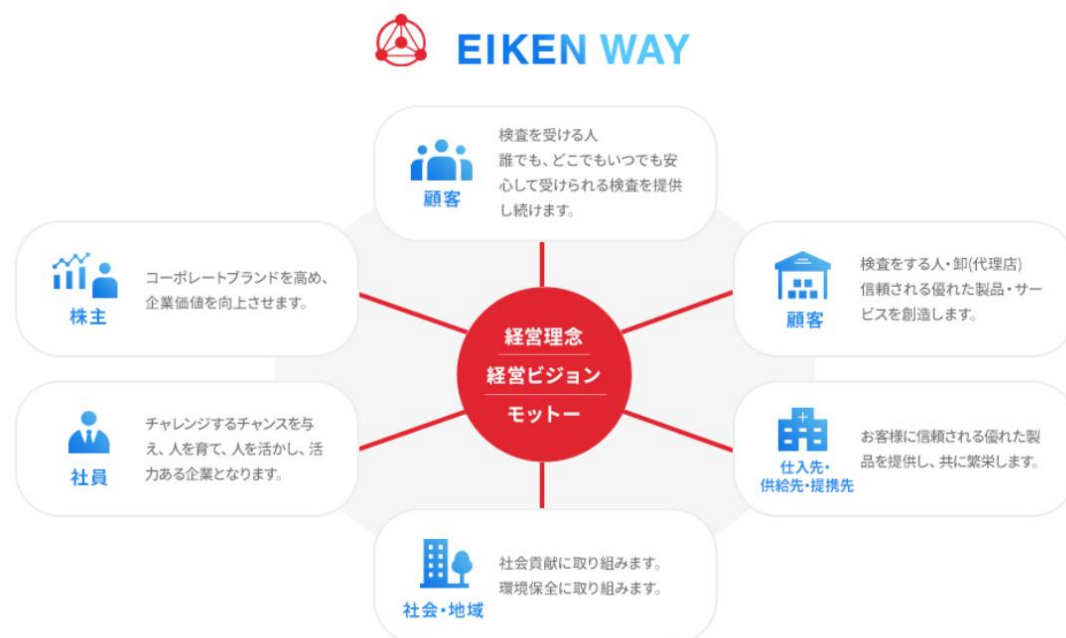 EIKEN WAY
顧客
検査を受ける人
誰でも、どこでもいつでも安
心して受けられる検査を提供
し続けます。
株主
コーポレートブランドを高め、
企業価値を向上させます。
顧客
検査をする人・卸(代理店)
信頼される優れた製品・サー
ビスを創造します。
経営理念
経営ビジョン
モットー
社員
チャレンジするチャンスを与
え、人を育て、人を活かし、活
力ある企業となります。
仕入先・
供給先・提携先
お客様に信頼される優れた製
品を提供し、共に繁栄します。
社会・地域
社会貢献に取り組みます。
環境保全に取り組みます。